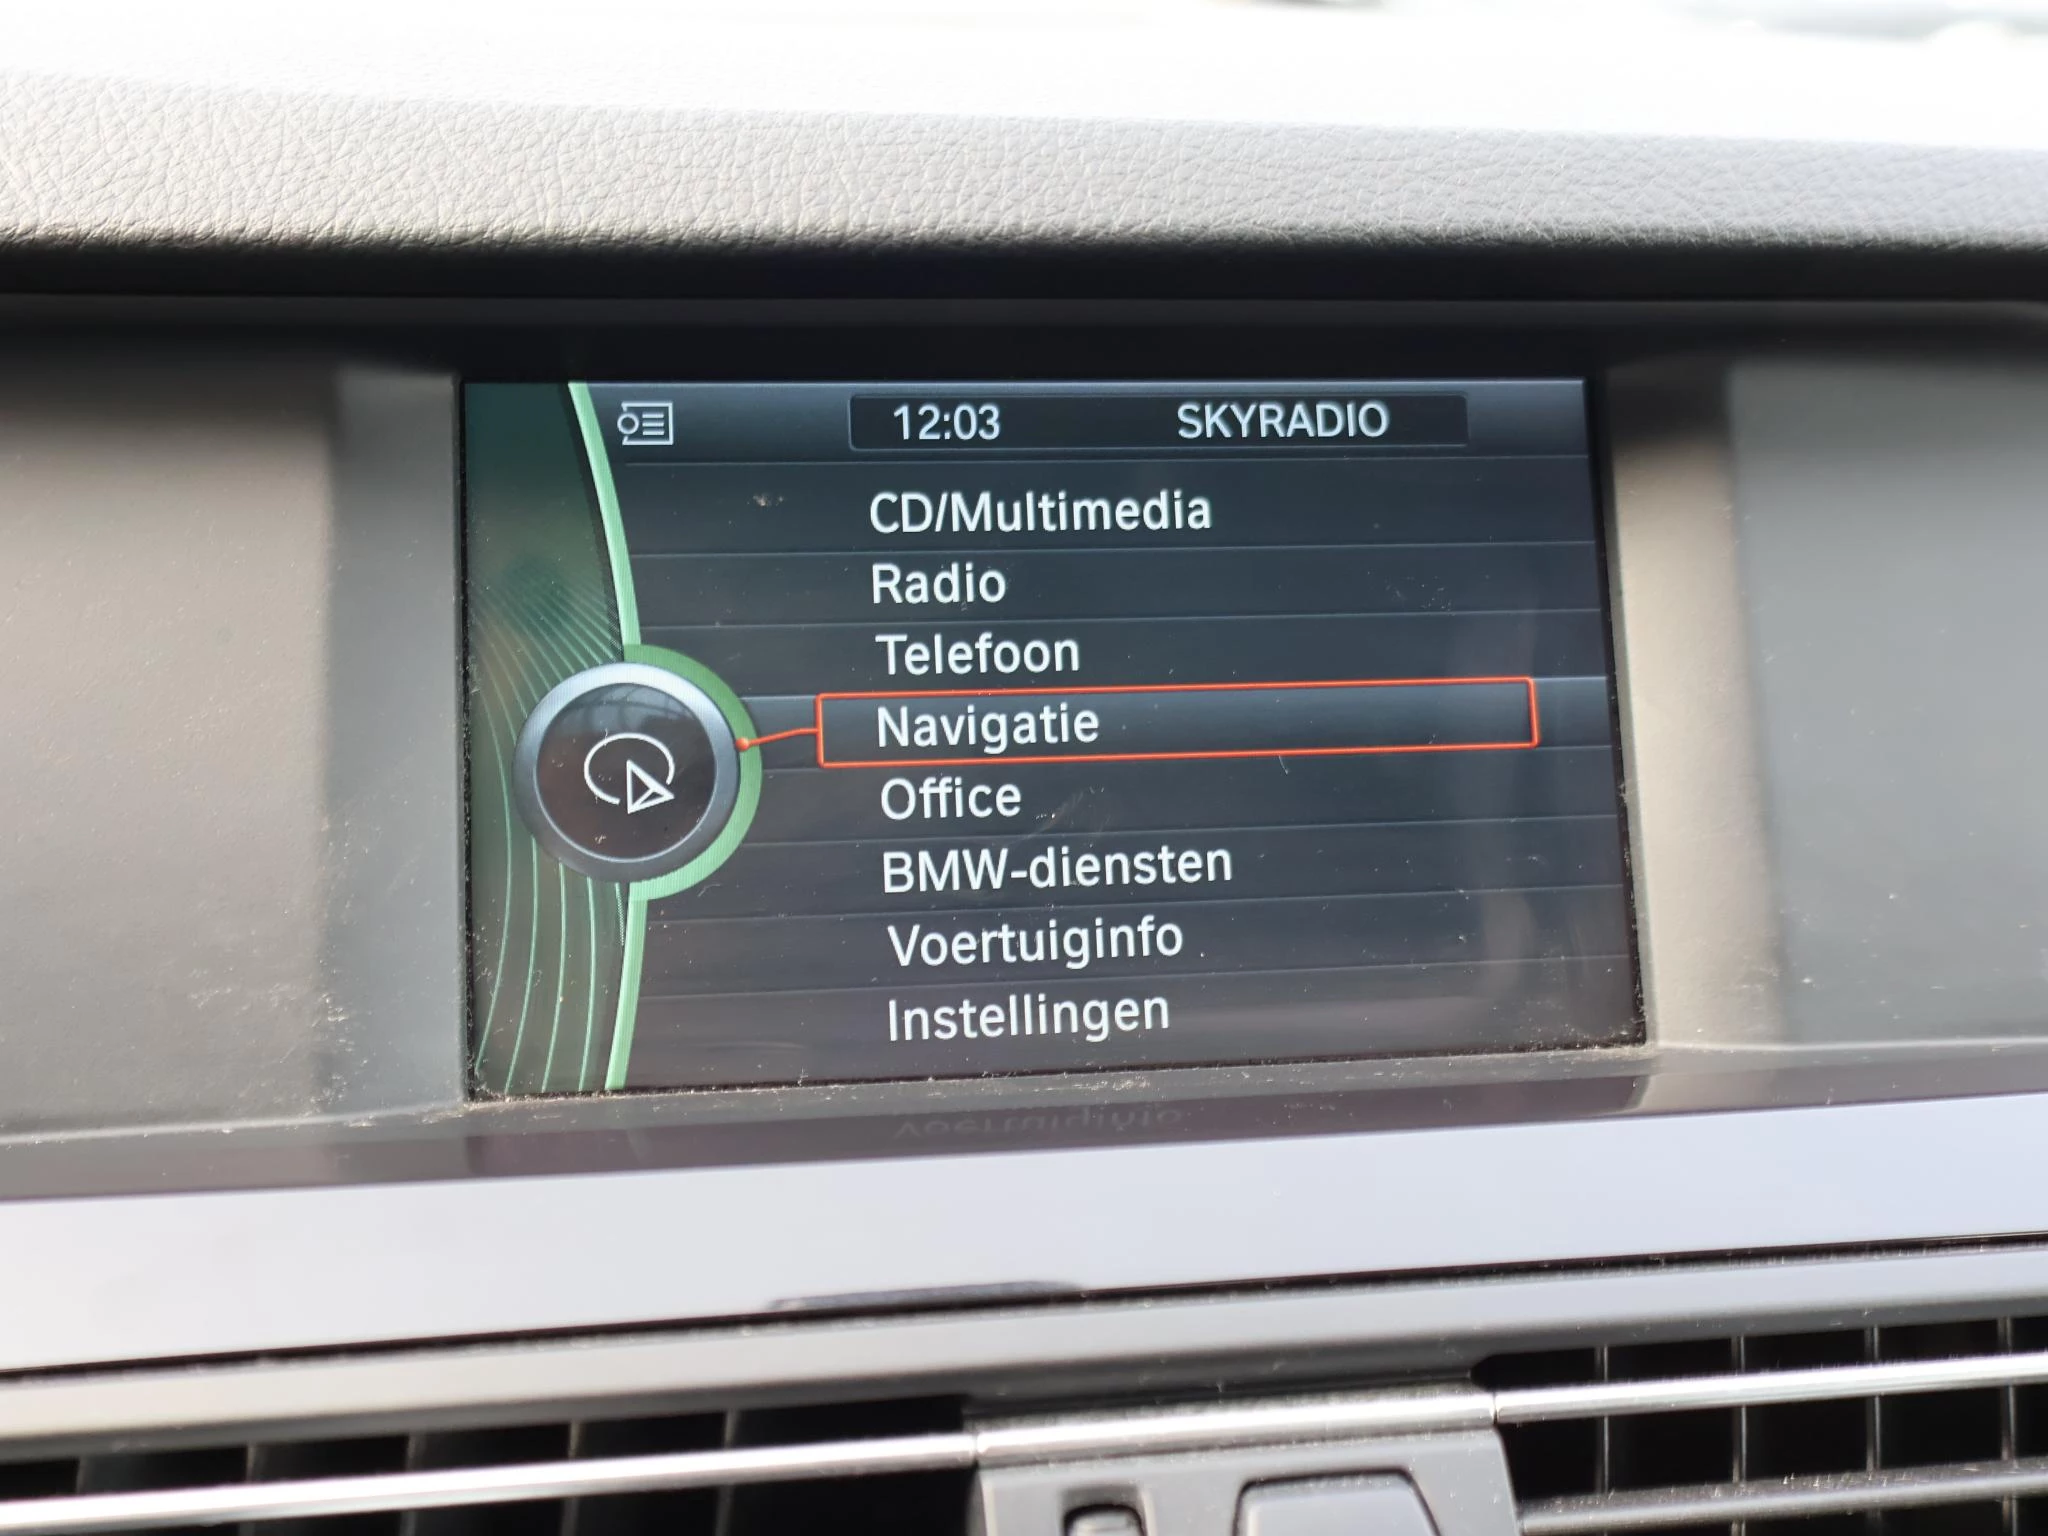 12:03 SKYRADIO
CD/Multimedia
Radio
Telefoon
Navigatie
Office
BMW-diensten
Voertuiginfo
Instellingen